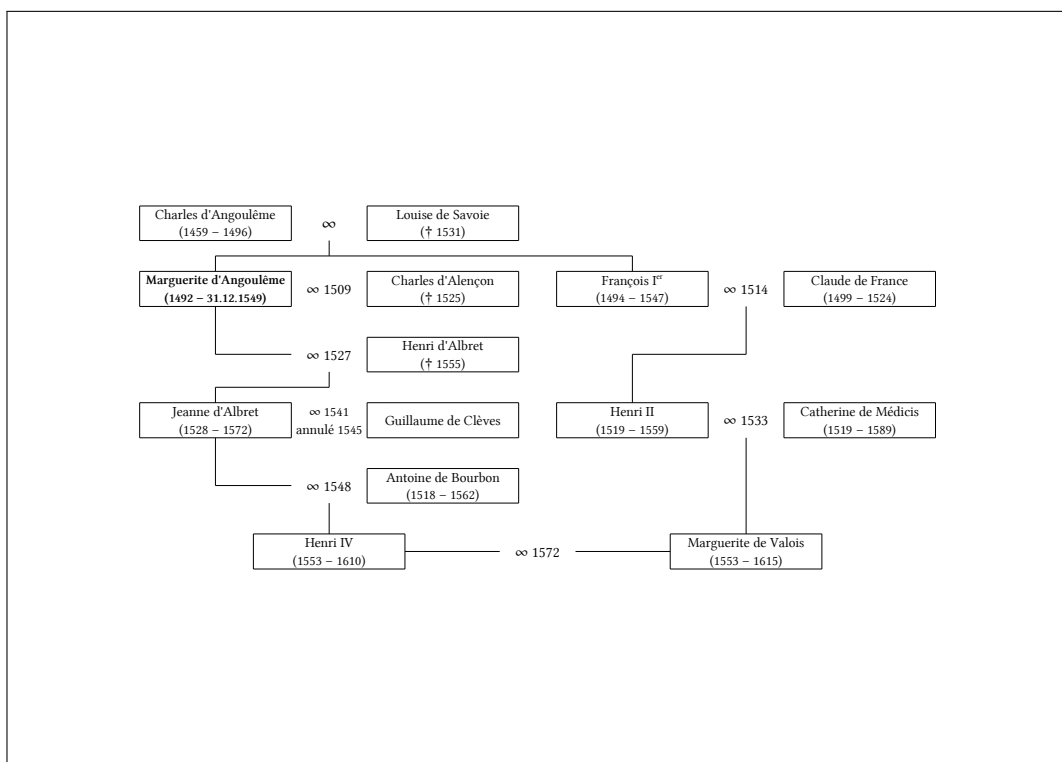 Charles d'Angoulême
(1459 – 1496)
∞
Louise de Savoie
(† 1531)
Marguerite d'Angoulême
(1492 – 31.12.1549)
∞ 1509
Charles d'Alençon
(† 1525)
François Iᵉʳ
(1494 – 1547)
∞ 1514
Claude de France
(1499 – 1524)
∞ 1527
Henri d'Albret
(† 1555)
Jeanne d'Albret
(1528 – 1572)
∞ 1541
annulé 1545
Guillaume de Clèves
Henri II
(1519 – 1559)
∞ 1533
Catherine de Médicis
(1519 – 1589)
∞ 1548
Antoine de Bourbon
(1518 – 1562)
Henri IV
(1553 – 1610)
∞ 1572
Marguerite de Valois
(1553 – 1615)